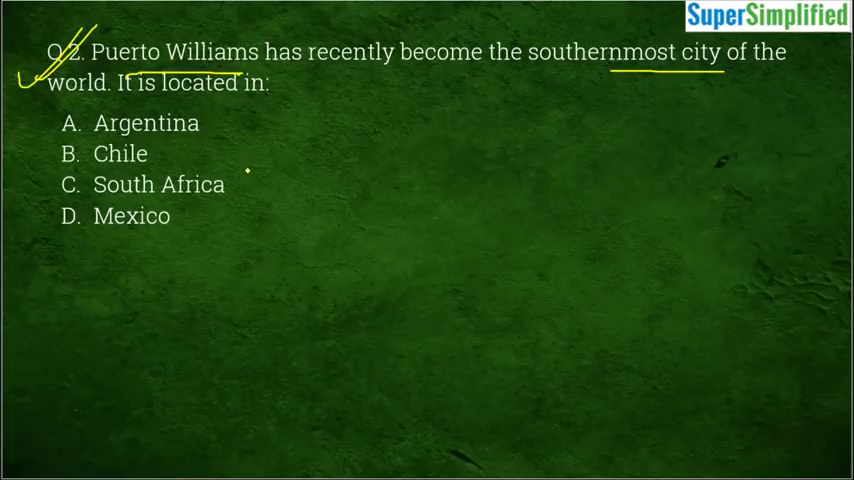 SuperSimplified
Q.2. Puerto Williams has recently become the southernmost city of the
world. It is located in:
A. Argentina
B. Chile
C. South Africa
D. Mexico